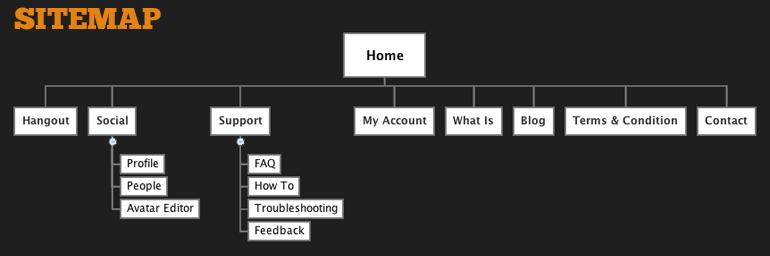 SITEMAP
Home
Hangout
Social
Support
My Account
What Is
Blog
Terms & Condition
Contact
Profile
People
Avatar Editor
FAQ
How To
Troubleshooting
Feedback